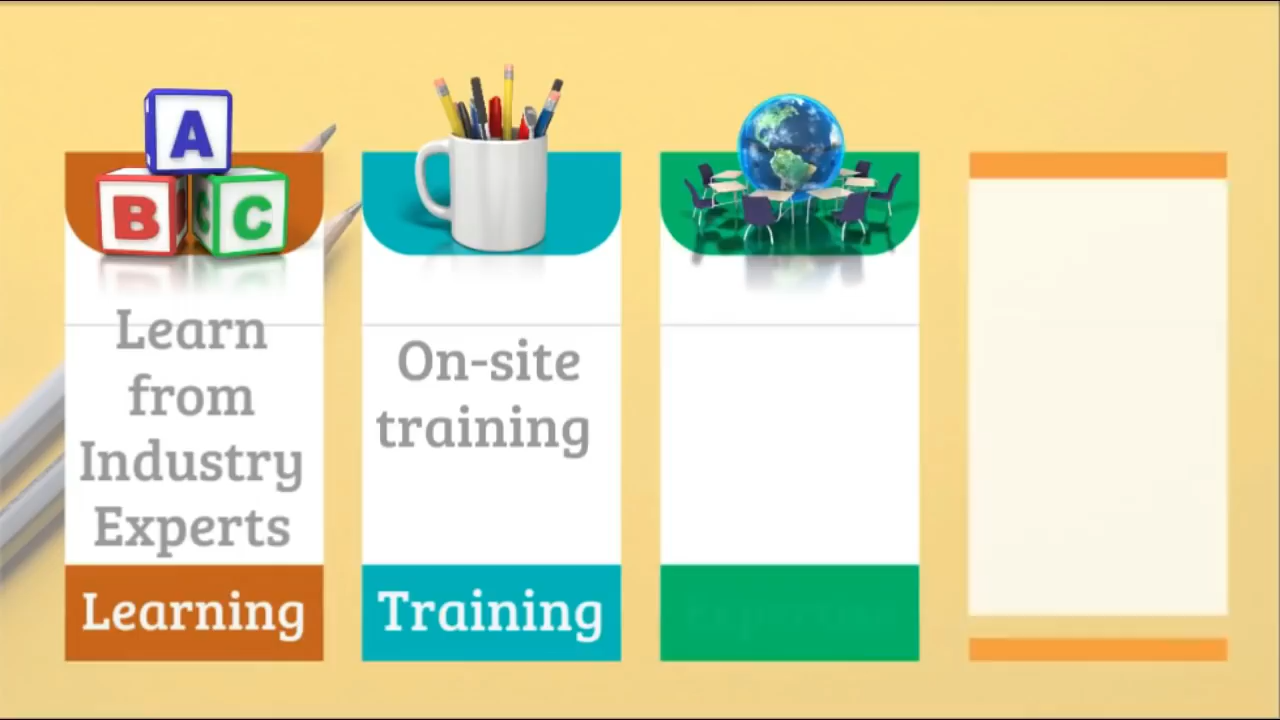 A
B C
Learn
from
Industry
Experts
Learning
On-site
training
Training